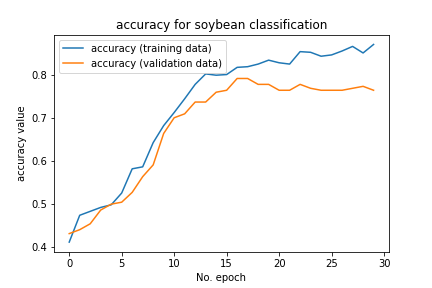 accuracy for soybean classification
accuracy (training data)
accuracy (validation data)
accuracy value
0.8
0.7
0.6
0.5
0.4
0
5
10
15
20
25
30
No. epoch